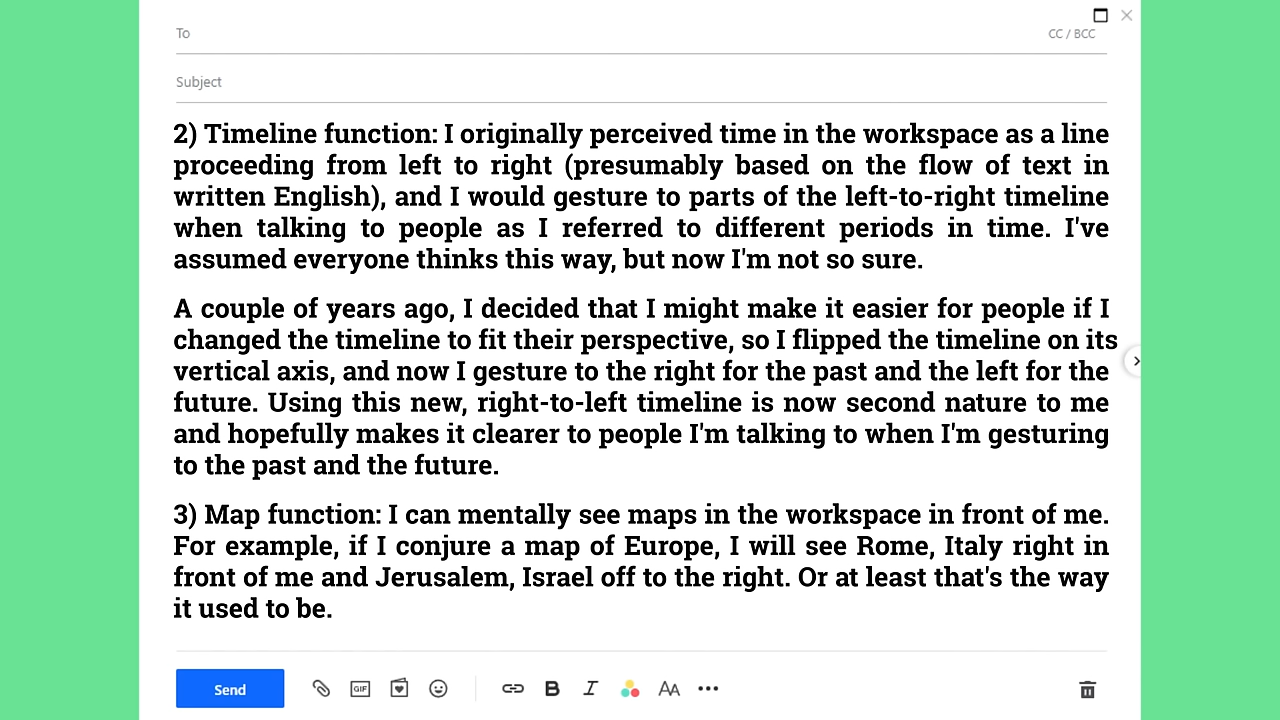 To
CC / BCC
Subject
2) Timeline function: I originally perceived time in the workspace as a line
proceeding from left to right (presumably based on the flow of text in
written English), and I would gesture to parts of the left-to-right timeline
when talking to people as I referred to different periods in time. I've
assumed everyone thinks this way, but now I'm not so sure.
A couple of years ago, I decided that I might make it easier for people if I
changed the timeline to fit their perspective, so I flipped the timeline on its
vertical axis, and now I gesture to the right for the past and the left for the
future. Using this new, right-to-left timeline is now second nature to me
and hopefully makes it clearer to people I'm talking to when I'm gesturing
to the past and the future.
3) Map function: I can mentally see maps in the workspace in front of me.
For example, if I conjure a map of Europe, I will see Rome, Italy right in
front of me and Jerusalem, Israel off to the right. Or at least that's the way
it used to be.
Send
GIF
B
I
AA